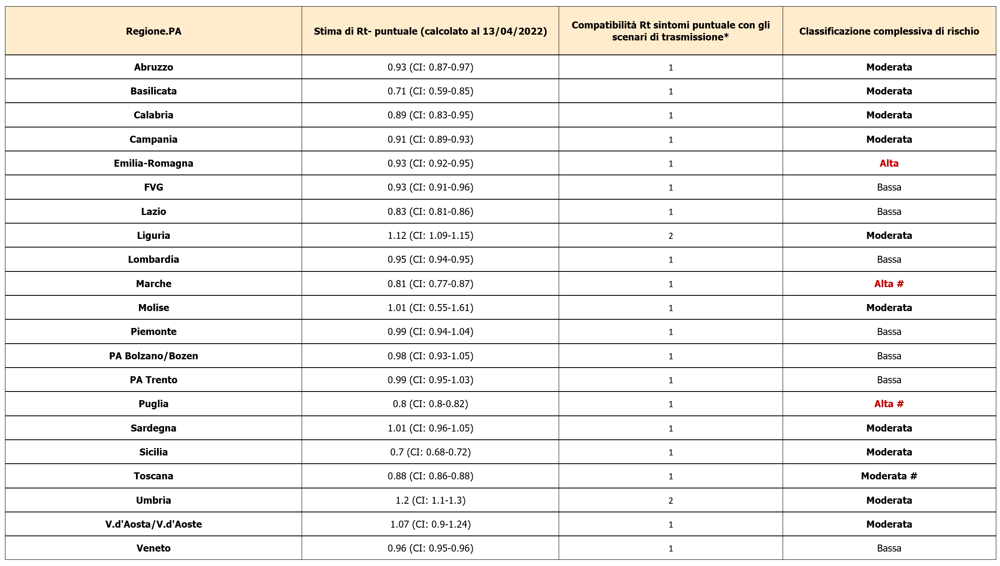 Regione.PA
Stima di Rt- puntuale (calcolato al 13/04/2022)
Compatibilità Rt sintomi puntuale con gli
scenari di trasmissione*
Classificazione complessiva di rischio
Abruzzo 0.93 (CI: 0.87-0.97) 1 Moderata
Basilicata 0.71 (CI: 0.59-0.85) 1 Moderata
Calabria 0.89 (CI: 0.83-0.95) 1 Moderata
Campania 0.91 (CI: 0.89-0.93) 1 Moderata
Emilia-Romagna 0.93 (CI: 0.92-0.95) 1 Alta
FVG 0.93 (CI: 0.91-0.96) 1 Bassa
Lazio 0.83 (CI: 0.81-0.86) 1 Bassa
Liguria 1.12 (CI: 1.09-1.15) 2 Moderata
Lombardia 0.95 (CI: 0.94-0.95) 1 Bassa
Marche 0.81 (CI: 0.77-0.87) 1 Alta #
Molise 1.01 (CI: 0.55-1.61) 1 Moderata
Piemonte 0.99 (CI: 0.94-1.04) 1 Bassa
PA Bolzano/Bozen 0.98 (CI: 0.93-1.05) 1 Bassa
PA Trento 0.99 (CI: 0.95-1.03) 1 Bassa
Puglia 0.8 (CI: 0.8-0.82) 1 Alta #
Sardegna 1.01 (CI: 0.96-1.05) 1 Moderata
Sicilia 0.7 (CI: 0.68-0.72) 1 Moderata
Toscana 0.88 (CI: 0.86-0.88) 1 Moderata #
Umbria 1.2 (CI: 1.1-1.3) 2 Moderata
V.d'Aosta/V.d'Aoste 1.07 (CI: 0.9-1.24) 1 Moderata
Veneto 0.96 (CI: 0.95-0.96) 1 Bassa